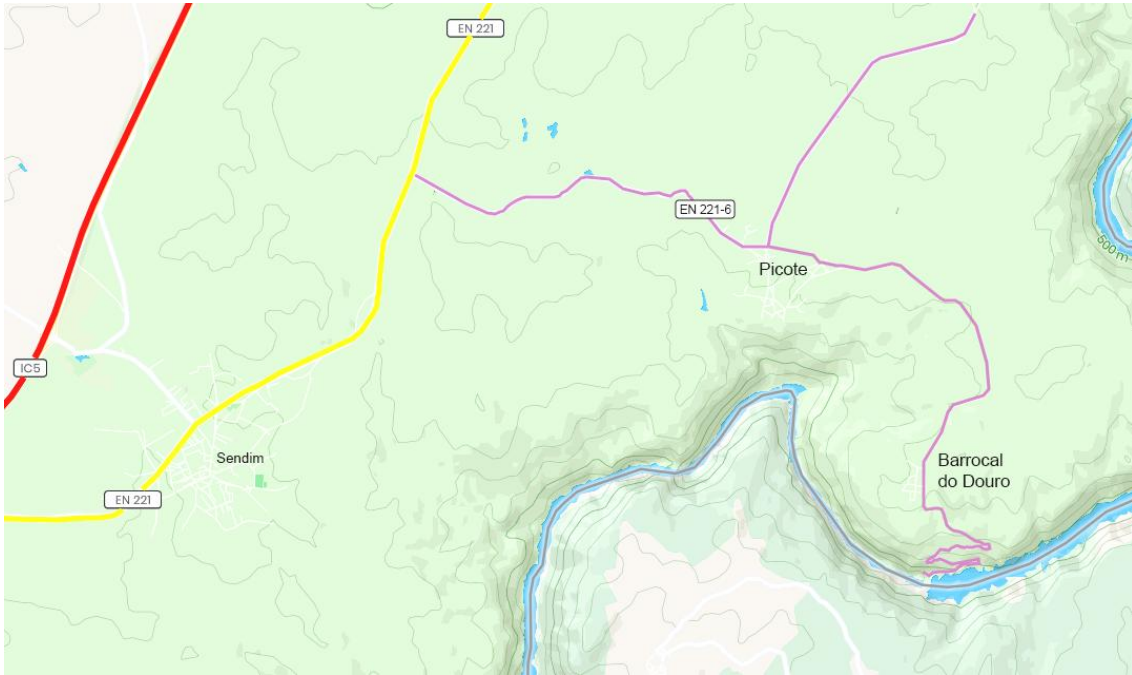 EN 221
EN 221-6
Picote
500 m
IC5
Sendim
Barrocal
do Douro
EN 221